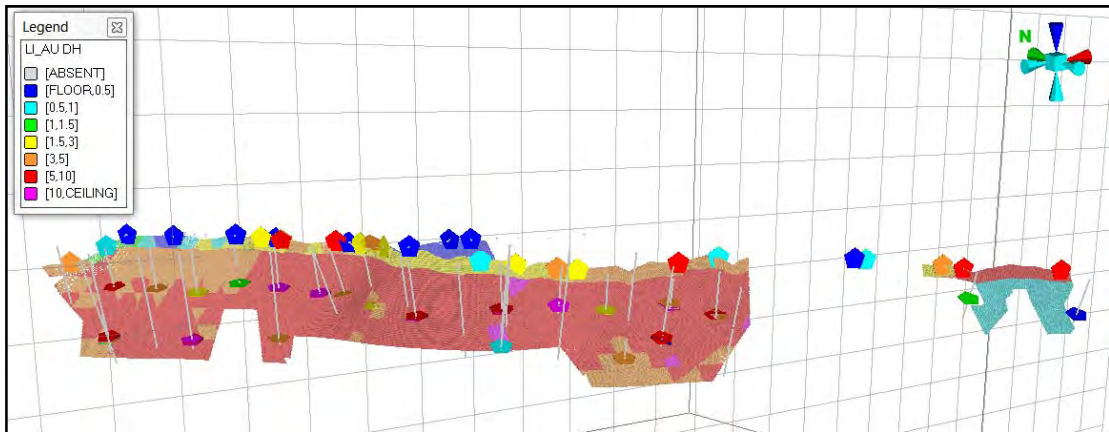 Legend
LI_AU DH
[ABSENT]
[FLOOR,0.5]
[0.5,1]
[1,1.5]
[1.5,3]
[3,5]
[5,10]
[10,CEILING]
N